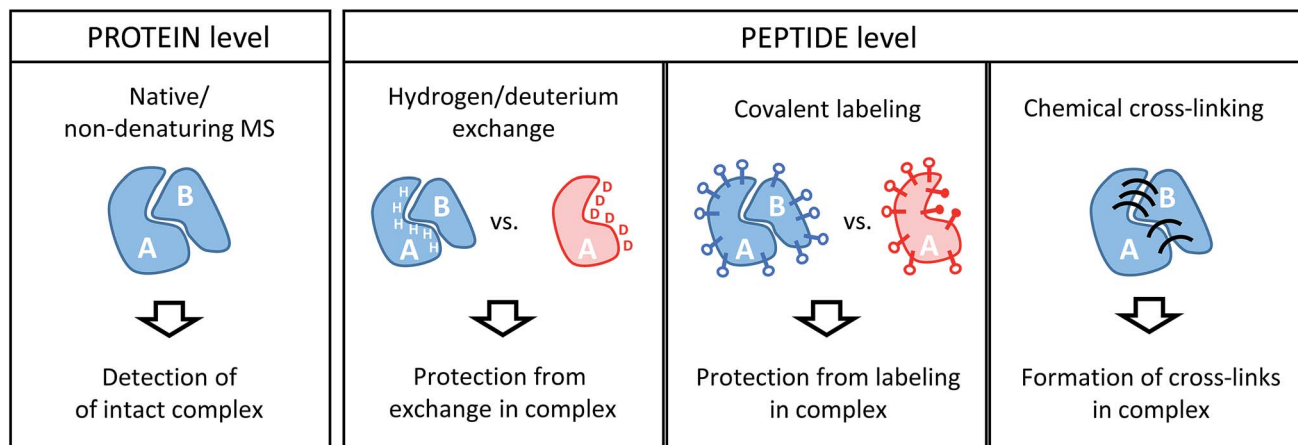 PROTEIN level
PEPTIDE level
Native/
non-denaturing MS
A
B
Detection of
of intact complex
Hydrogen/deuterium
exchange
H
H
H
H
H
H
A
B
vs.
D
D
D
D
D
D
D
A
Protection from
exchange in complex
Covalent labeling
A
B
vs.
A
Protection from labeling
in complex
Chemical cross-linking
A
B
Formation of cross-links
in complex